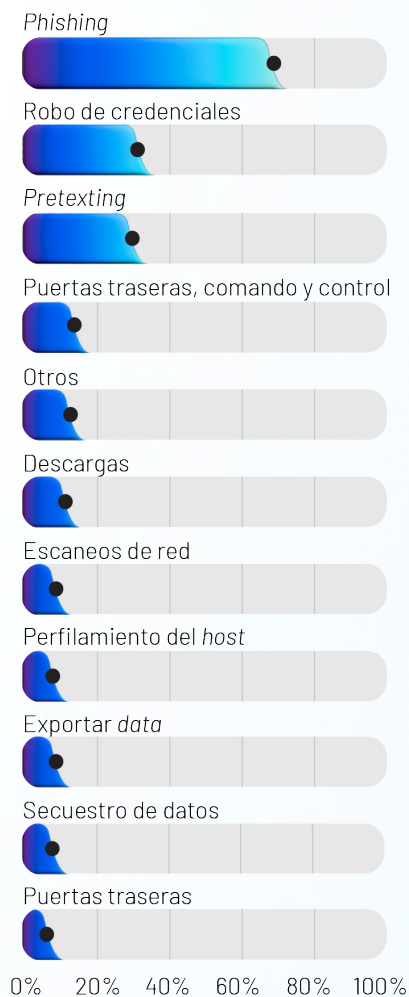 Phishing
Robo de credenciales
Pretexting
Puertas traseras, comando y control
Otros
Descargas
Escaneos de red
Perfilamiento del host
Exportar data
Secuestro de datos
Puertas traseras
0% 20% 40% 60% 80% 100%